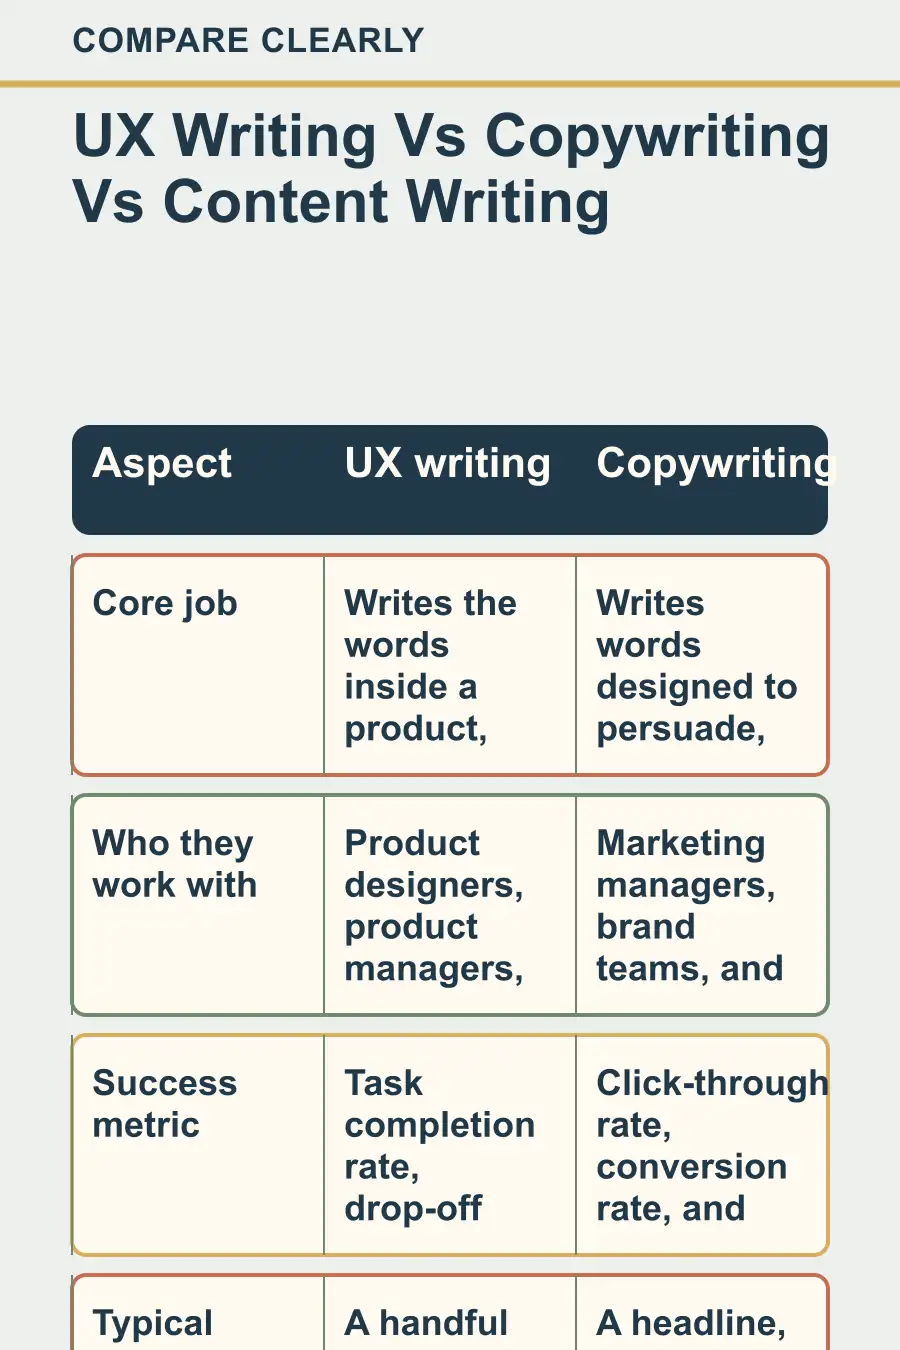 COMPARE CLEARLY
UX Writing Vs Copywriting
Vs Content Writing
Aspect
UX writing
Copywriting
Core job
Writes the
words
inside a
product,
Writes
words
designed to
persuade,
Who they
work with
Product
designers,
product
managers,
Marketing
managers,
brand
teams, and
Success
metric
Task
completion
rate,
drop-off
Click-through
rate,
conversion
rate, and
Typical
A handful
A headline,